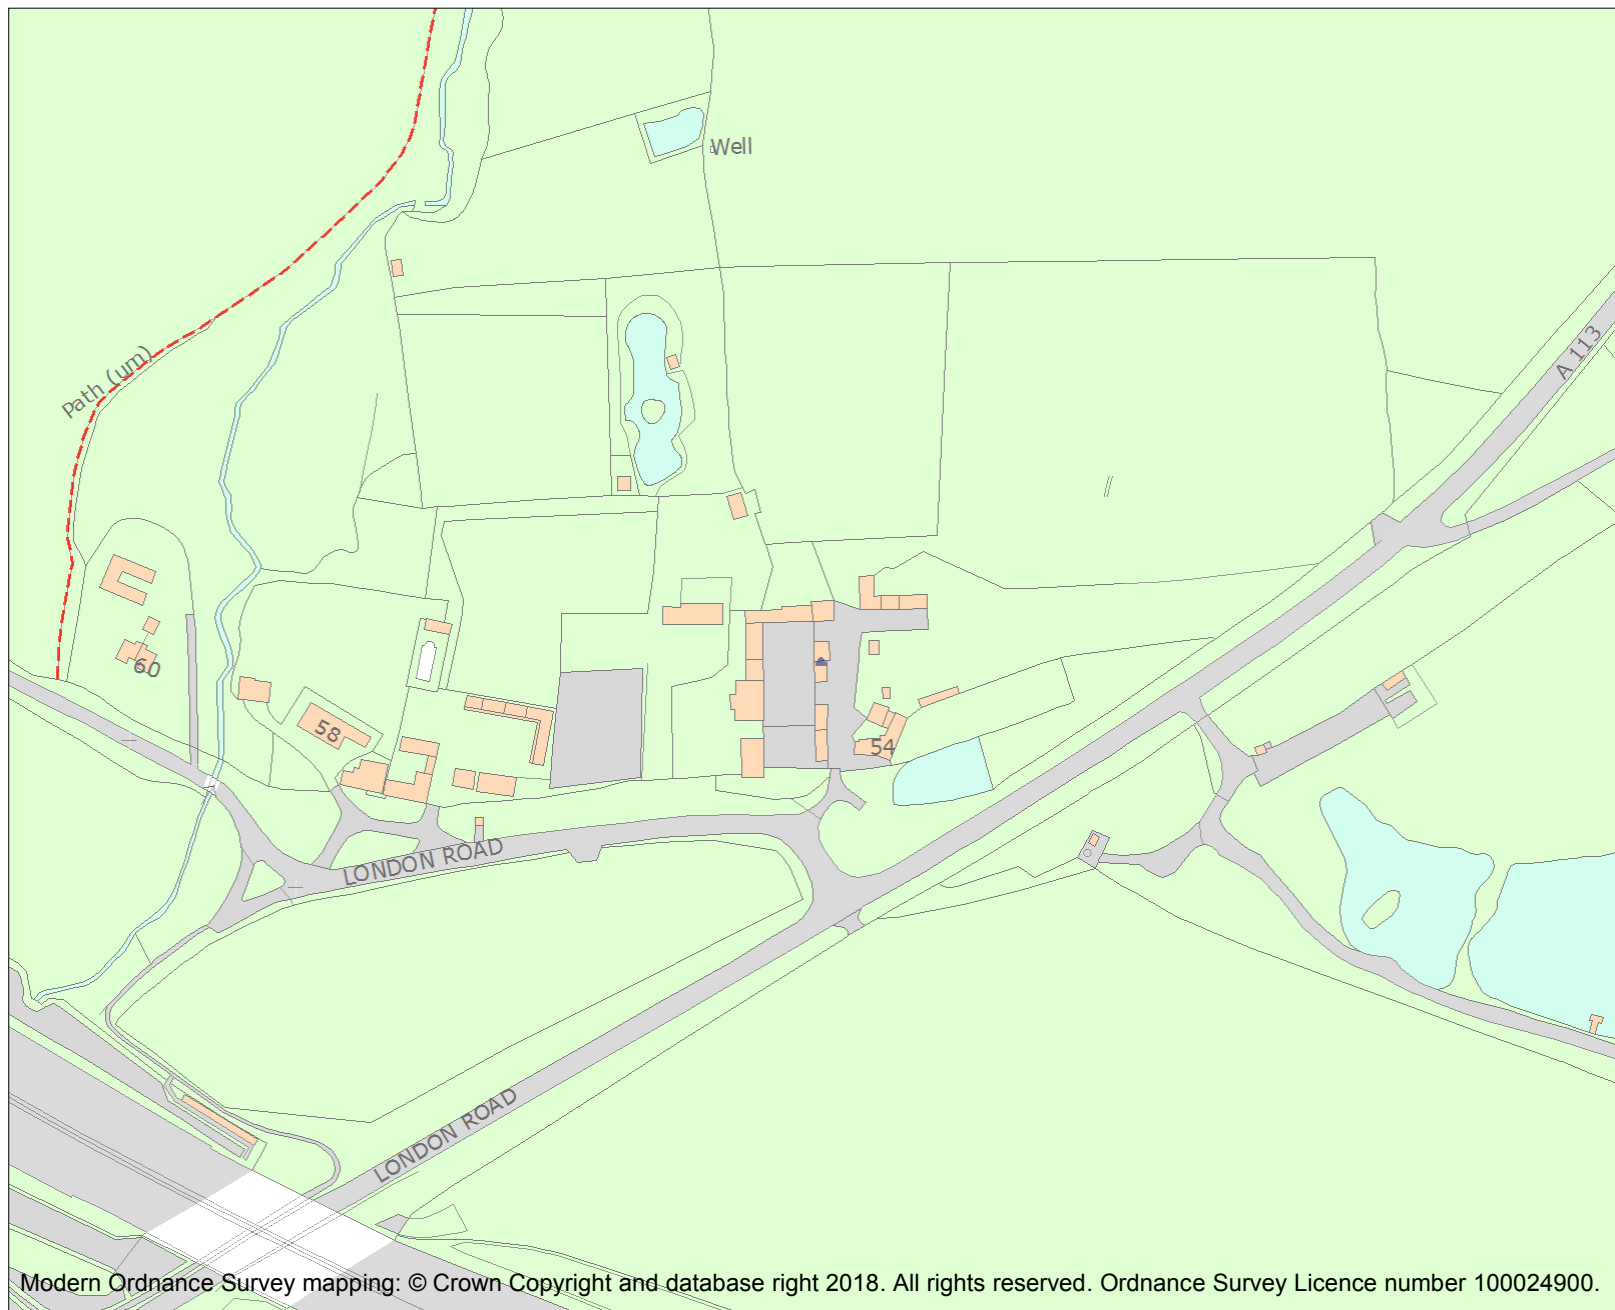 Well
A 113
Path (um)
60
58
54
LONDON ROAD
LONDON ROAD
Modern Ordnance Survey mapping: © Crown Copyright and database right 2018. All rights reserved. Ordnance Survey Licence number 100024900.